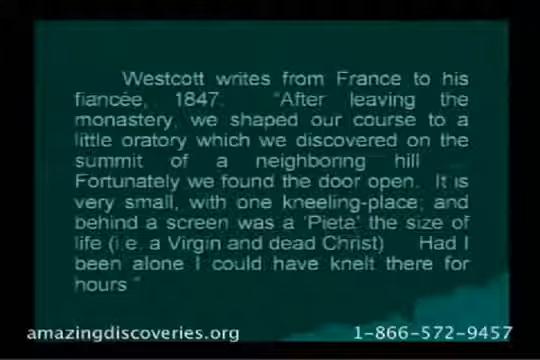 Westcott writes from France to his
fiancée, 1847. "After leaving the
monastery, we shaped our course to a
little oratory which we discovered on the
summit of a neighboring hill
Fortunately we found the door open. It is
very small, with one kneeling-place; and
behind a screen was a 'Pieta' the size of
life (i.e. a Virgin and dead Christ) Had I
been alone I could have knelt there for
hours"
amazingdiscoveries.org 1-866-572-9457